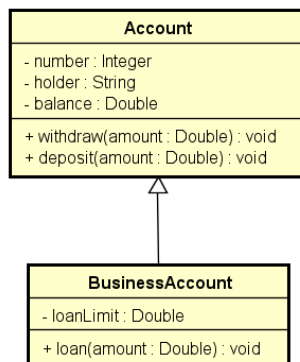 Account
- number : Integer
- holder : String
- balance : Double
+ withdraw(amount : Double) : void
+ deposit(amount : Double) : void
BusinessAccount
- loanLimit : Double
+ loan(amount : Double) : void